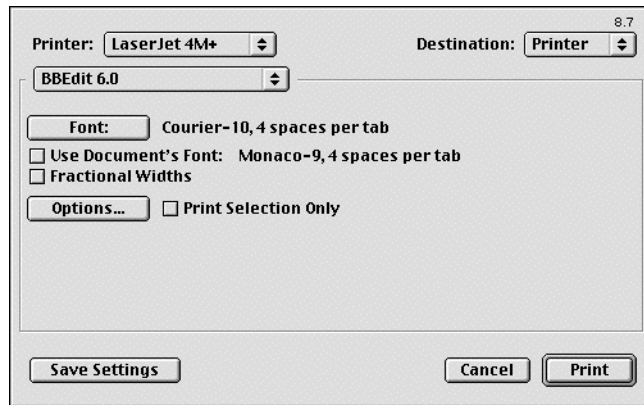 8.7
Printer: LaserJet 4M+ Destination: Printer
BBEdit 6.0
Font: Courier-10, 4 spaces per tab
Use Document's Font: Monaco-9, 4 spaces per tab
Fractional Widths
Options... Print Selection Only
Save Settings Cancel Print